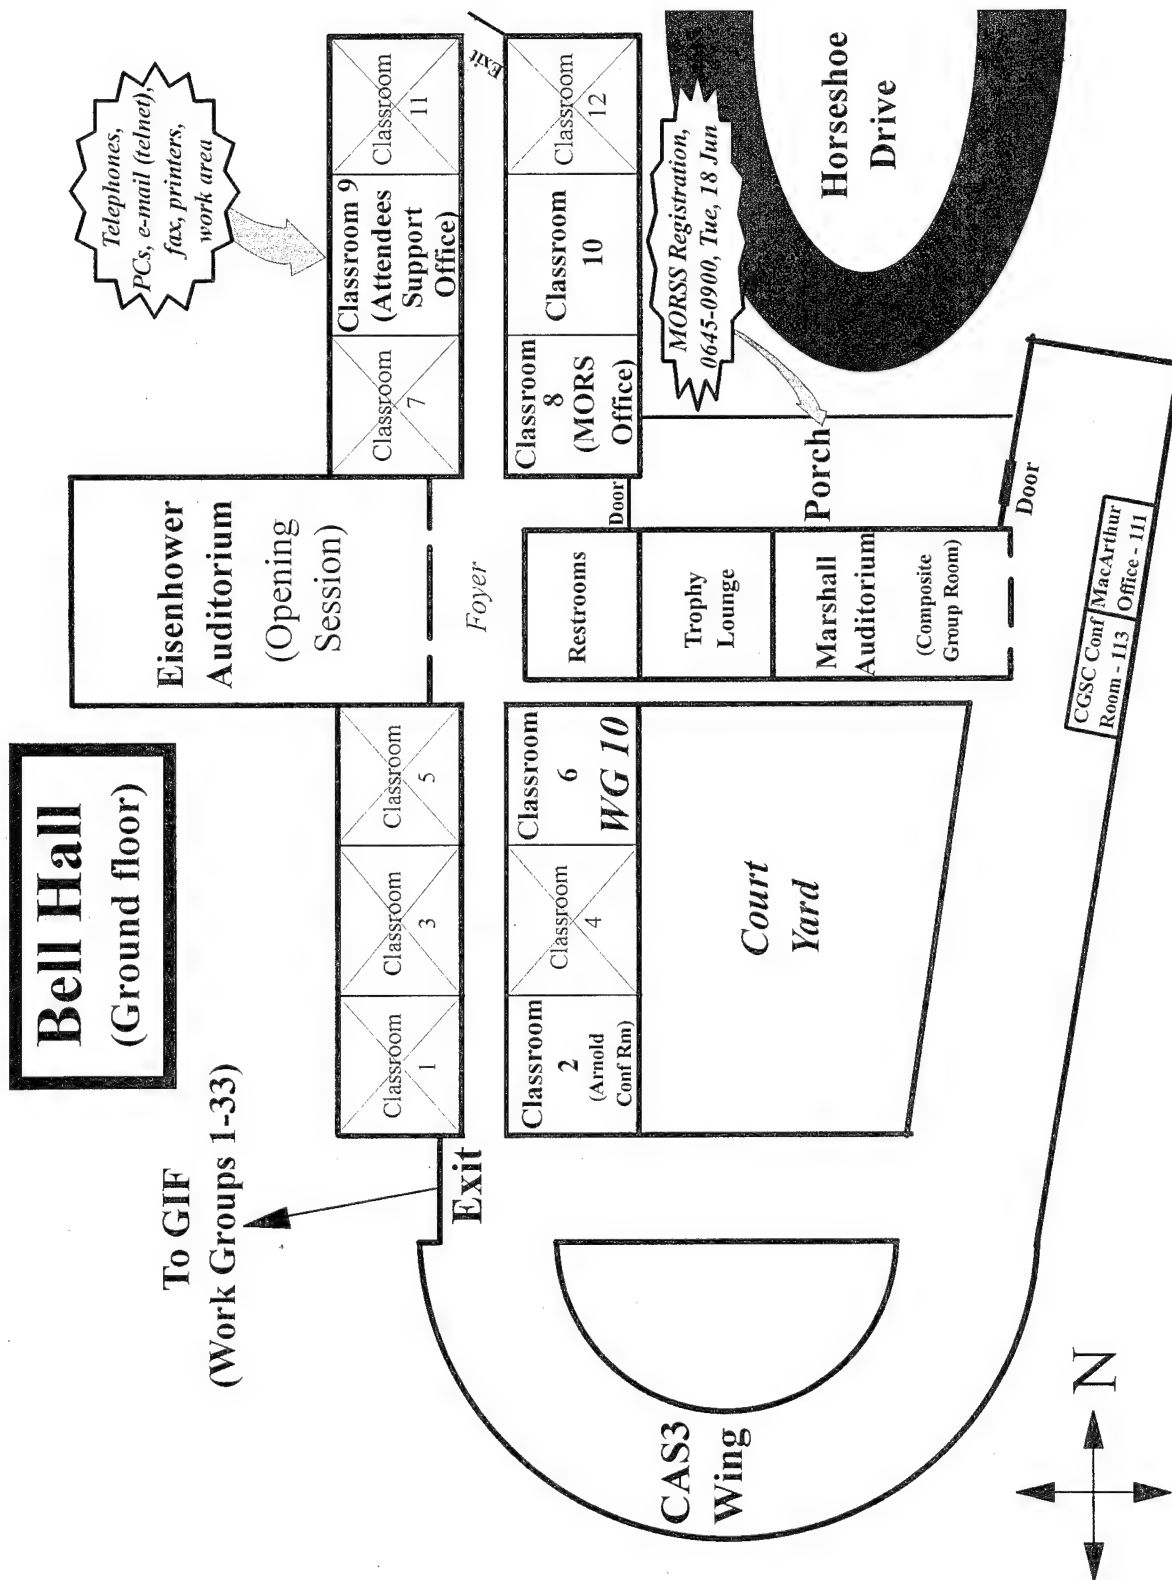 Bell Hall
(Ground floor)
To GIF
(Work Groups 1-33)
Exit
Telephones,
PCs, e-mail (telnet),
fax, printers,
work area
Eisenhower
Auditorium
(Opening
Session)
Classroom
1
Classroom
3
Classroom
5
Classroom
7
Classroom 9
(Attendees
Support
Office)
Classroom
11
Exit
Foyer
Classroom
2
(Arnold
Conf Rm)
Classroom
4
Classroom
6
WG 10
Restrooms
Door
Classroom
8
(MORS
Office)
Classroom
10
Classroom
12
Trophy
Lounge
Marshall
Auditorium
(Composite
Group Room)
Porch
MORSS Registration,
0645-0900, Tue, 18 Jun
Horseshoe
Drive
Court
Yard
CAS3
Wing
Door
CGSC Conf
Room - 113
MacArthur
Office - 111
N